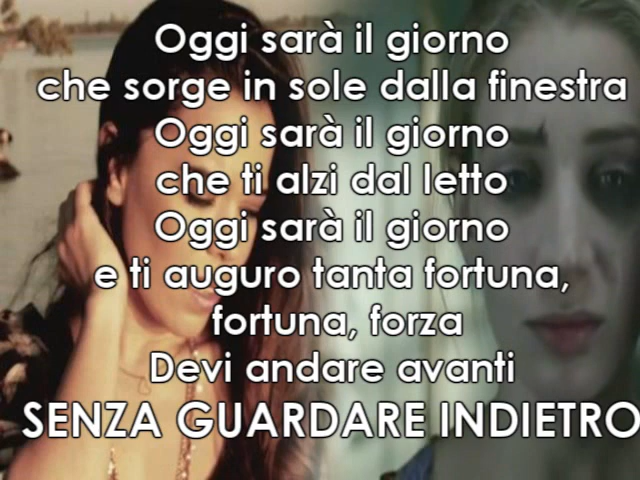 Oggi sarà il giorno
che sorge in sole dalla finestra
Oggi sarà il giorno
che ti alzi dal letto
Oggi sarà il giorno
e ti auguro tanta fortuna,
fortuna, forza
Devi andare avanti
SENZA GUARDARE INDIETRO